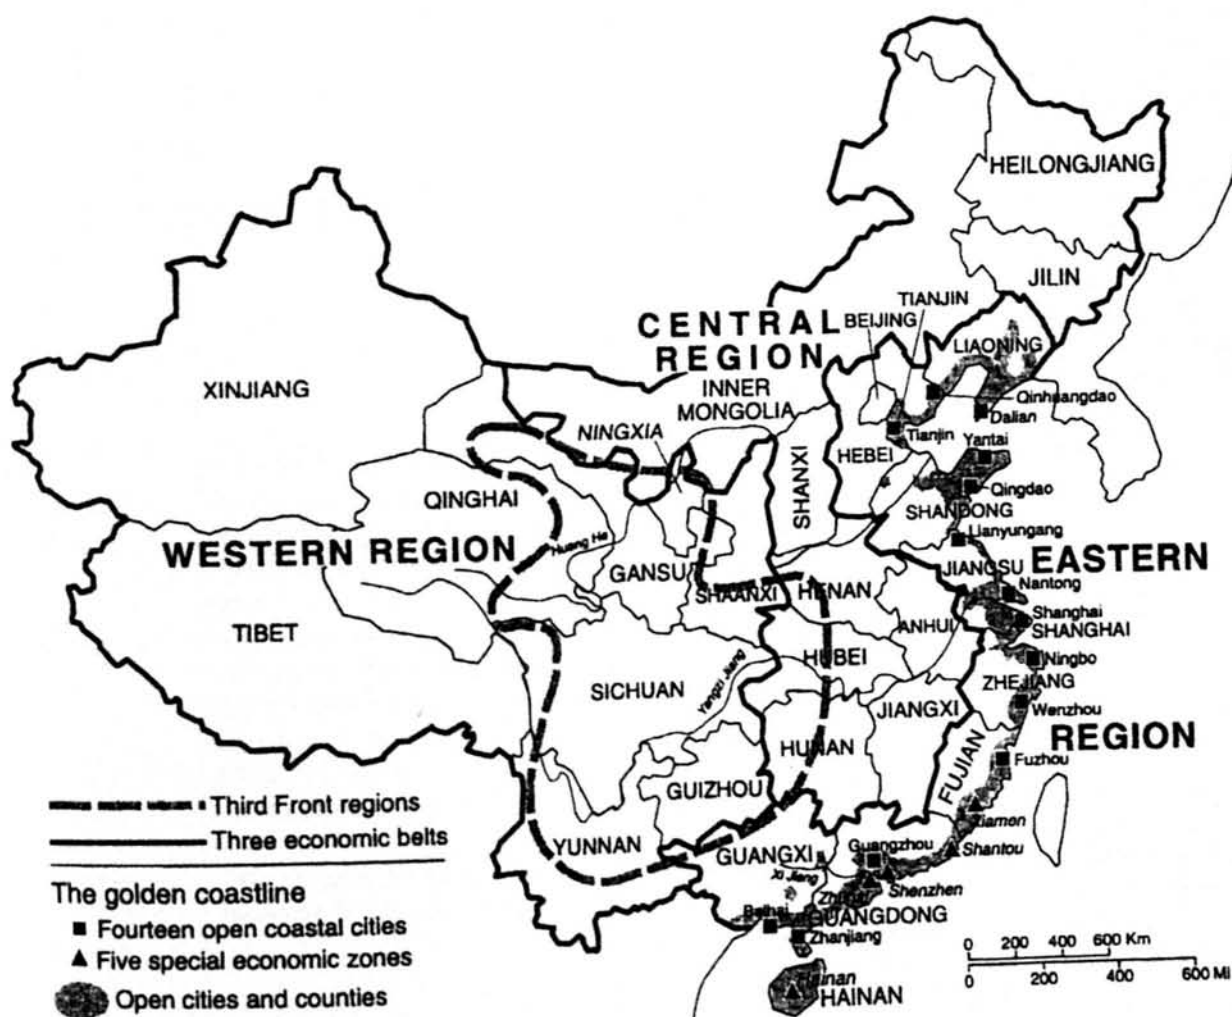 HEILONGJIANG
JILIN
TIANJIN
CENTRAL
REGION
BEIJING
LIAONING
XINJIANG
INNER
MONGOLIA
Qinhuangdao
Dalian
NINGXIA
Tianjin
Yantai
HEBEI
SHANXI
QINGHAI
Qingdao
SHANDONG
WESTERN REGION
Huang He
Lianyungang
GANSU
JIANGSU
EASTERN
REGION
SHAANXI
HENAN
Nantong
TIBET
ANHUI
Shanghai
SHANGHAI
HUBEI
Ningbo
SICHUAN
Yangzi Jiang
ZHEJIANG
JIANGXI
Wenzhou
HUNAN
FUJIAN
Fuzhou
GUIZHOU
Xiamen
YUNNAN
GUANGXI
Guangzhou
Shantou
Xi Jiang
Zhuhai
Shenzhen
Beihai
GUANGDONG
Zhanjiang
Hainan
HAINAN
Third Front regions
Three economic belts
The golden coastline
Fourteen open coastal cities
Five special economic zones
Open cities and counties
0 200 400 600 Km
0 200 400 600 Mi